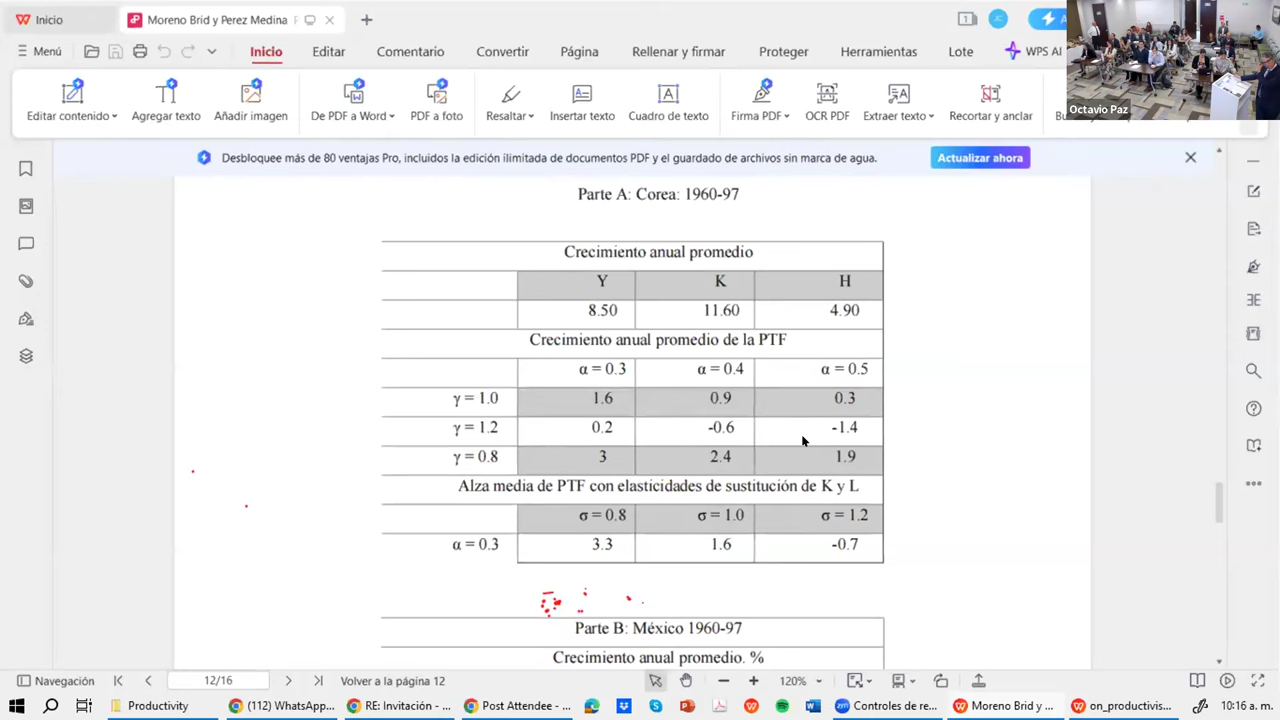 Inicio
Moreno Brid y Perez Medina
Menú
Inicio
Editar
Comentario
Convertir
Página
Rellenar y firmar
Proteger
Herramientas
Lote
WPS AI
Editar contenido
Agregar texto
Añadir imagen
De PDF a Word
PDF a foto
Resaltar
Insertar texto
Cuadro de texto
Firma PDF
OCR PDF
Extraer texto
Recortar y anclar
Octavio Paz
Desbloquee más de 80 ventajas Pro, incluidos la edición ilimitada de documentos PDF y el guardado de archivos sin marca de agua.
Actualizar ahora
Parte A: Corea: 1960-97
Crecimiento anual promedio
Y K H
8.50 11.60 4.90
Crecimiento anual promedio de la PTF
α = 0.3 α = 0.4 α = 0.5
γ = 1.0 1.6 0.9 0.3
γ = 1.2 0.2 -0.6 -1.4
γ = 0.8 3 2.4 1.9
Alza media de PTF con elasticidades de sustitución de K y L
σ = 0.8 σ = 1.0 σ = 1.2
α = 0.3 3.3 1.6 -0.7
Parte B: México 1960-97
Crecimiento anual promedio. %
Navegación
12/16
Volver a la página 12
120%
Productivity
(112) WhatsApp...
RE: Invitación - ...
Post Attendee - ...
Controles de re...
Moreno Brid y ...
on_productivis...
10:16 a. m.